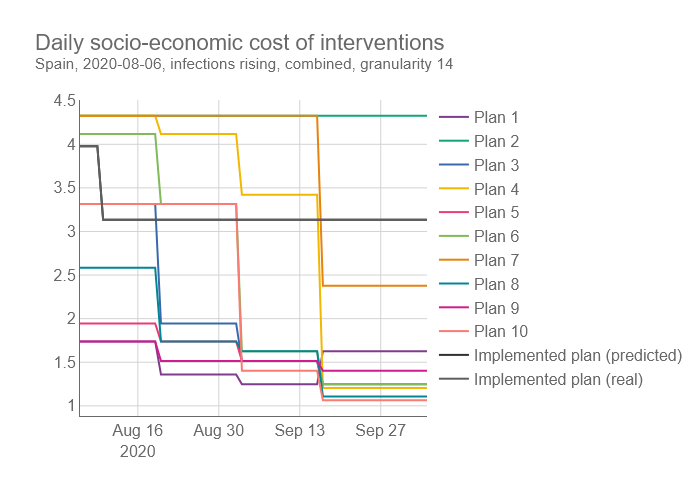 Daily socio-economic cost of interventions
Spain, 2020-08-06, infections rising, combined, granularity 14
4.5
4
3.5
3
2.5
2
1.5
1
Aug 16
2020
Aug 30
Sep 13
Sep 27
Plan 1
Plan 2
Plan 3
Plan 4
Plan 5
Plan 6
Plan 7
Plan 8
Plan 9
Plan 10
Implemented plan (predicted)
Implemented plan (real)